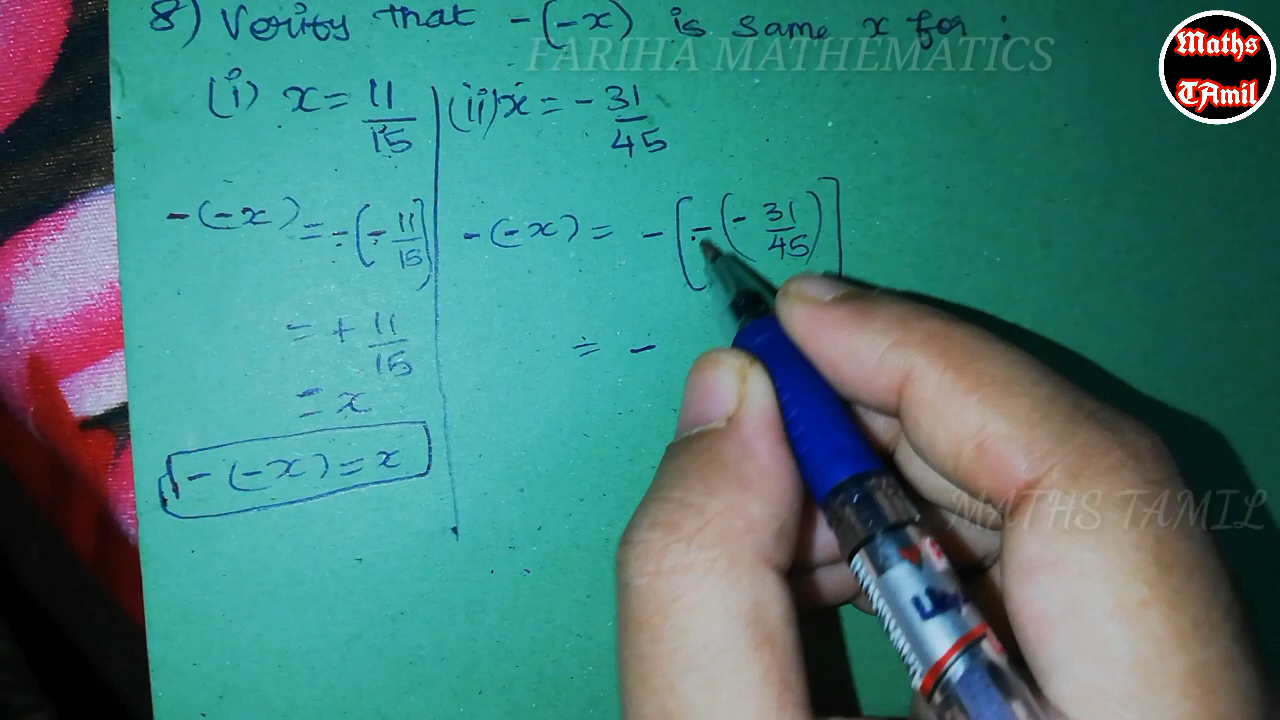 8) Verify that -(-x) is same x for :
FARIHA MATHEMATICS
Maths
TAmil
(i) x = 11/15
(ii) x = - 31/45
-(-x) = -(- 11/15)
-(-x) = - [-(- 31/45)]
= + 11/15
= -
= x
-(-x) = x
MATHS TAMIL